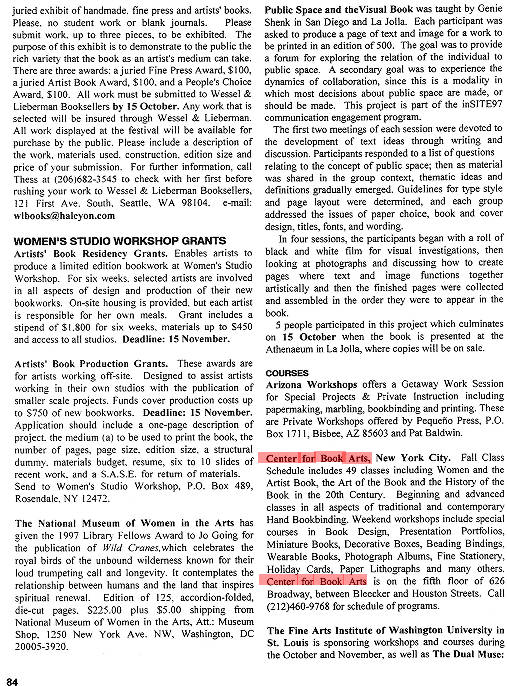 juried exhibit of handmade, fine press and artists' books.
Please, no student work or blank journals. Please
submit work, up to three pieces, to be exhibited. The
purpose of this exhibit is to demonstrate to the public the
rich variety that the book as an artist's medium can take.
There are three awards: a juried Fine Press Award, $100,
a juried Artist Book Award, $100, and a People's Choice
Award, $100. All work must be submitted to Wessel &
Lieberman Booksellers by 15 October. Any work that is
selected will be insured through Wessel & Lieberman.
All work displayed at the festival will be available for
purchase by the public. Please include a description of
the work, materials used, construction, edition size and
price of your submission. For further information, call
Thess at (206)682-3545 to check with her first before
rushing your work to Wessel & Lieberman Booksellers,
121 First Ave. South, Seattle, WA 98104. e-mail:
wlbooks@halcyon.com
WOMEN'S STUDIO WORKSHOP GRANTS
Artists' Book Residency Grants. Enables artists to
produce a limited edition bookwork at Women's Studio
Workshop. For six weeks, selected artists are involved
in all aspects of design and production of their new
bookworks. On-site housing is provided, but each artist
is responsible for her own meals. Grant includes a
stipend of $1,800 for six weeks, materials up to $450
and access to all studios. Deadline: 15 November.
Artists' Book Production Grants. These awards are
for artists working off-site. Designed to assist artists
working in their own studios with the publication of
smaller scale projects. Funds cover production costs up
to $750 of new bookworks. Deadline: 15 November.
Application should include a one-page description of
project, the medium (a) to be used to print the book, the
number of pages, page size, edition size, a structural
dummy, materials budget, resume, six to 10 slides of
recent work, and a S.A.S.E. for return of materials.
Send to Women's Studio Workshop, P.O. Box 489,
Rosendale, NY 12472.
The National Museum of Women in the Arts has
given the 1997 Library Fellows Award to Jo Going for
the publication of Wild Cranes,which celebrates the
royal birds of the unbound wilderness known for their
loud trumpeting call and longevity. It contemplates the
relationship between humans and the land that inspires
spiritual renewal. Edition of 125, accordion-folded,
die-cut pages, $225.00 plus $5.00 shipping from
National Museum of Women in the Arts, Att.: Museum
Shop, 1250 New York Ave. NW, Washington, DC
20005-3920.
84
Public Space and theVisual Book was taught by Genie
Shenk in San Diego and La Jolla. Each participant was
asked to produce a page of text and image for a work to
be printed in an edition of 500. The goal was to provide
a forum for exploring the relation of the individual to
public space. A secondary goal was to experience the
dynamics of collaboration, since this is a modality in
which most decisions about public space are made, or
should be made. This project is part of the inSITE97
communication engagement program.
The first two meetings of each session were devoted to
the development of text ideas through writing and
discussion. Participants responded to a list of questions
relating to the concept of public space; then as material
was shared in the group context, thematic ideas and
definitions gradually emerged. Guidelines for type style
and page layout were determined, and each group
addressed the issues of paper choice, book and cover
design, titles, fonts, and wording.
In four sessions, the participants began with a roll of
black and white film for visual investigations, then
looking at photographs and discussing how to create
pages where text and image functions together
artistically and then the finished pages were collected
and assembled in the order they were to appear in the
book.
5 people participated in this project which culminates
on 15 October when the book is presented at the
Athenaeum in La Jolla, where copies will be on sale.
COURSES
Arizona Workshops offers a Getaway Work Session
for Special Projects & Private Instruction including
papermaking, marbling, bookbinding and printing. These
are Private Workshops offered by Pequeño Press, P.O.
Box 1711, Bisbee, AZ 85603 and Pat Baldwin.
Center for Book Arts, New York City. Fall Class
Schedule includes 49 classes including Women and the
Artist Book, the Art of the Book and the History of the
Book in the 20th Century. Beginning and advanced
classes in all aspects of traditional and contemporary
Hand Bookbinding. Weekend workshops include special
courses in Book Design, Presentation Portfolios,
Miniature Books, Decorative Boxes, Beading Bindings,
Wearable Books, Photograph Albums, Fine Stationery,
Holiday Cards, Paper Lithographs and many others.
Center for Book Arts is on the fifth floor of 626
Broadway, between Bleecker and Houston Streets. Call
(212)460-9768 for schedule of programs.
The Fine Arts Institute of Washington University in
St. Louis is sponsoring workshops and courses during
the October and November, as well as The Dual Muse: